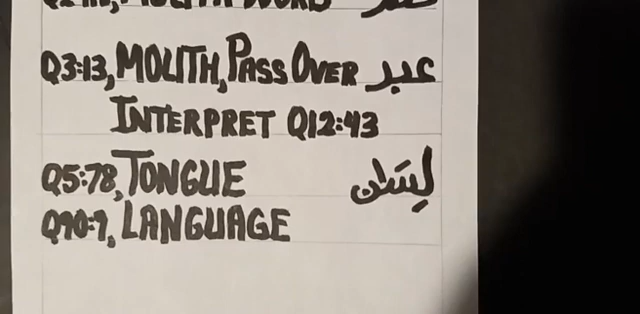 Q3:13, MOUTH, PASS OVER عبر
INTERPRET Q12:43
Q5:78, TONGUE لِسَان
Q90:9, LANGUAGE